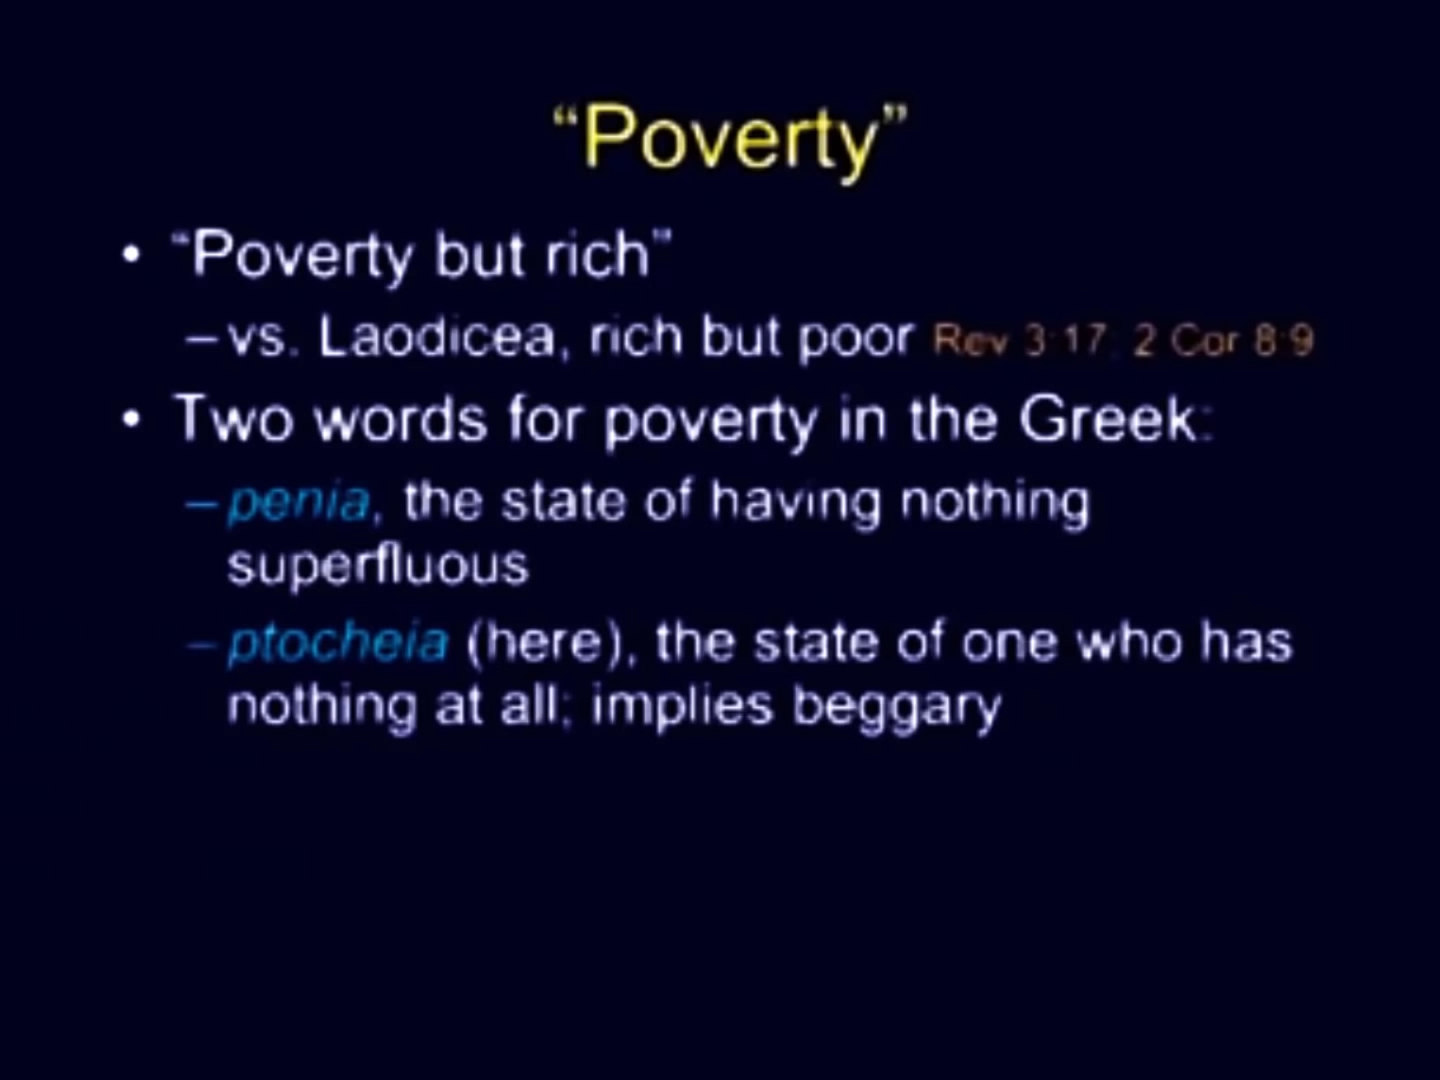 “Poverty”
• “Poverty but rich”
– vs. Laodicea, rich but poor Rev 3:17; 2 Cor 8:9
• Two words for poverty in the Greek:
– penia, the state of having nothing
superfluous
– ptocheia (here), the state of one who has
nothing at all; implies beggary